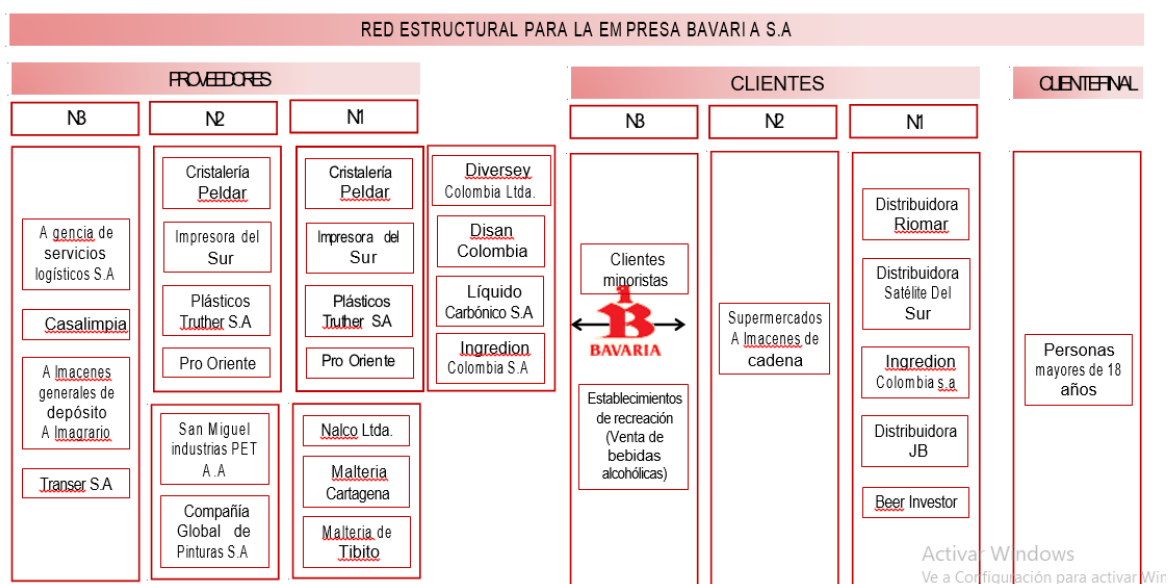 RED ESTRUCTURAL PARA LA EM PRESA BAVARI A S.A
PROVEEDORES
N3
N2
N1
A gencia de
servicios
logísticos S.A
Casalimpia
A lmacenes
generales de
depósito
A lmagrario
Transer S.A
Cristalería
Peldar
Impresora del
Sur
Plásticos
Truther S.A
Pro Oriente
San Miguel
industrias PET
A .A
Compañía
Global de
Pinturas S.A
Cristalería
Peldar
Impresora del
Sur
Plásticos
Truther SA
Pro Oriente
Nalco Ltda.
Malteria
Cartagena
Malteria de
Tibito
Diversey
Colombia Ltda.
Disan
Colombia
Líquido
Carbónico S.A
Ingredion
Colombia S.A
CLIENTES
N3
N2
N1
Clientes
minoristas
BAVARIA
Establecimientos
de recreación
(Venta de
bebidas
alcohólicas)
Supermercados
A lmacenes de
cadena
Distribuidora
Riomar
Distribuidora
Satélite Del
Sur
Ingredion
Colombia s.a
Distribuidora
JB
Beer Investor
CLIENTE FINAL
Personas
mayores de 18
años
Activar Windows
Ve a Configuración para activar Win